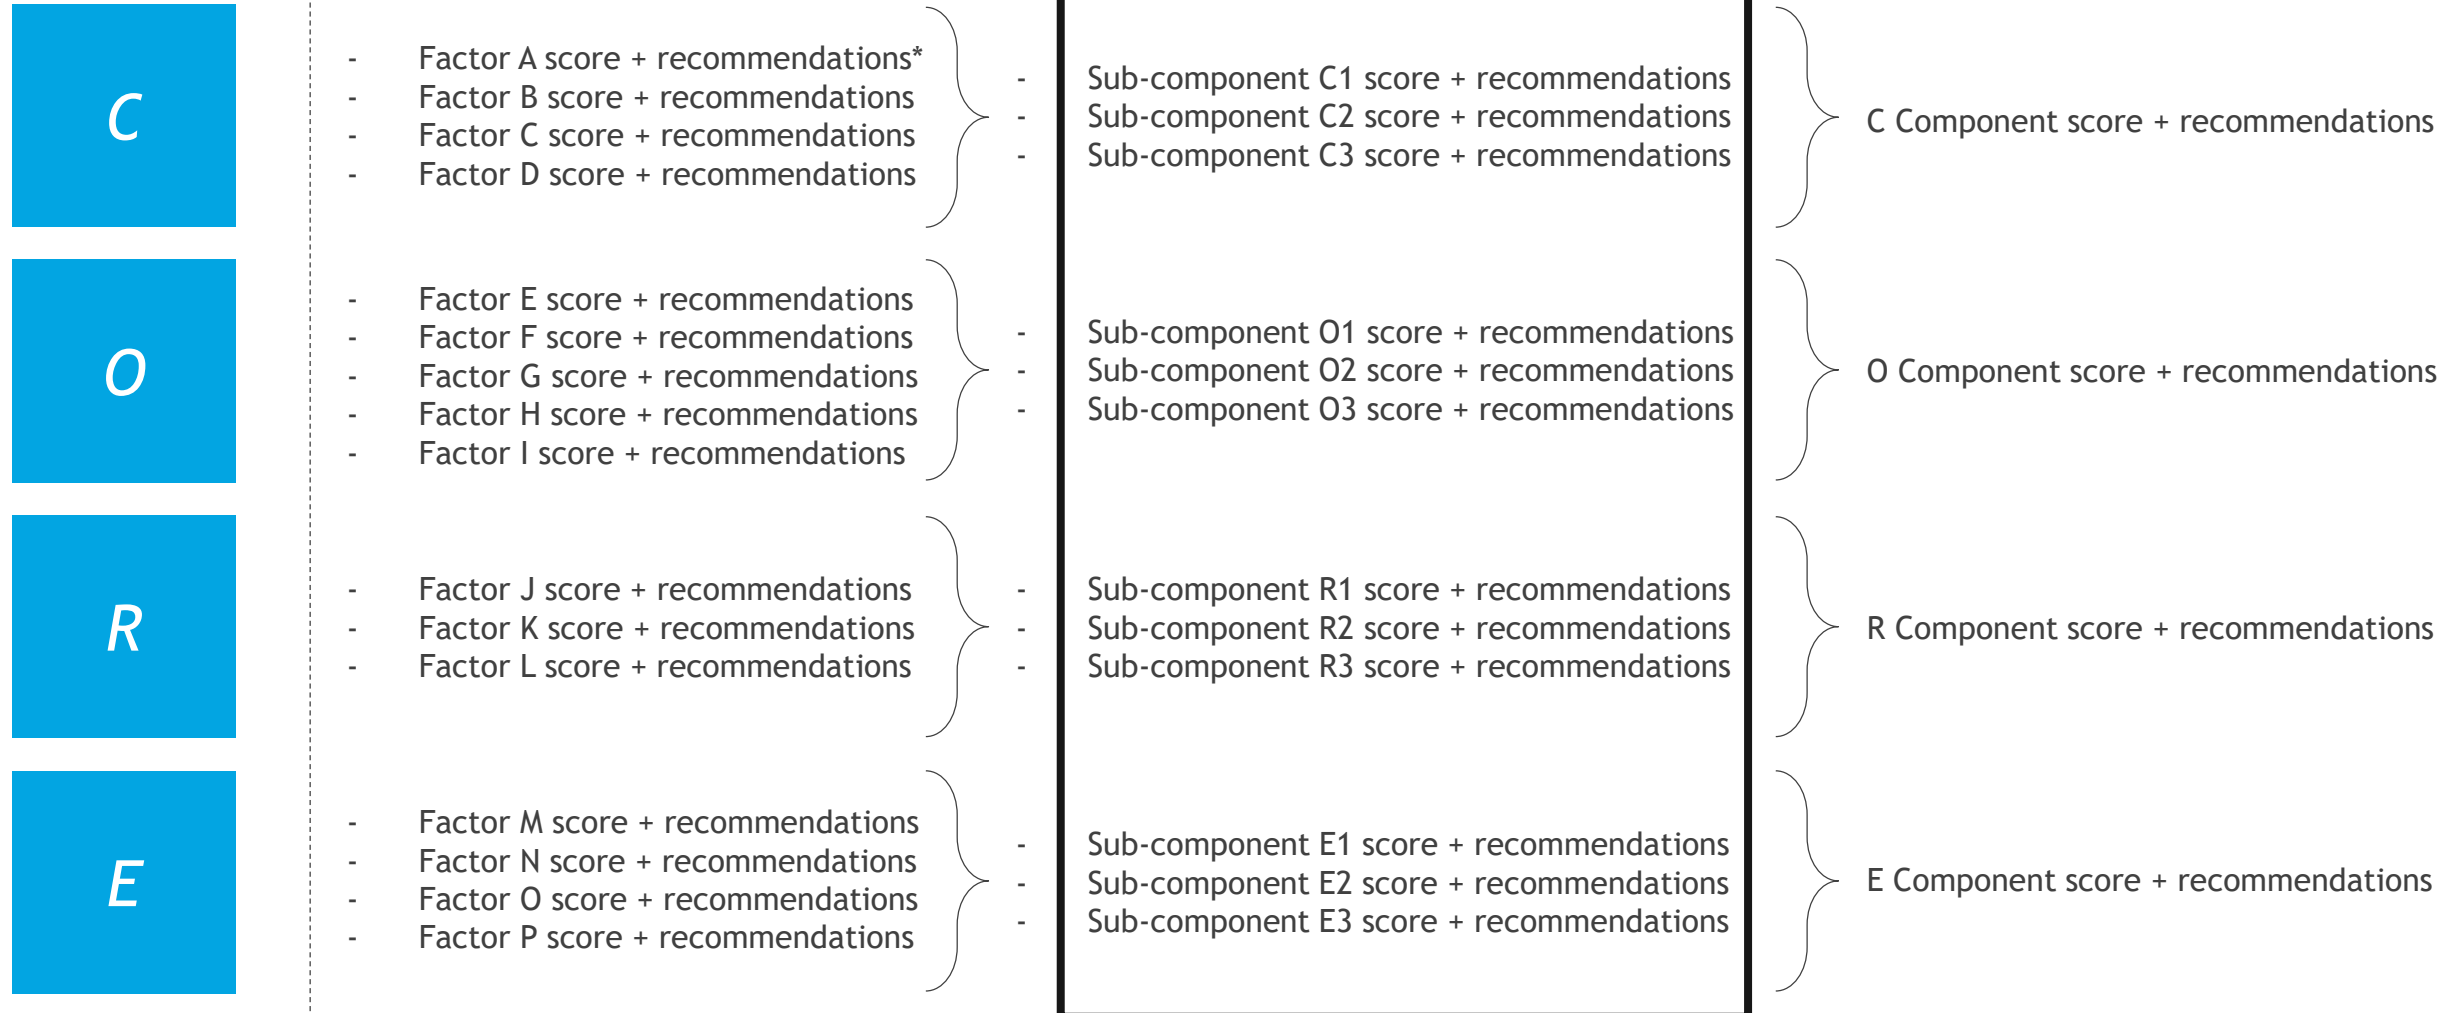 C
- Factor A score + recommendations*
- Factor B score + recommendations
- Factor C score + recommendations
- Factor D score + recommendations
- Sub-component C1 score + recommendations
- Sub-component C2 score + recommendations
- Sub-component C3 score + recommendations
C Component score + recommendations
O
- Factor E score + recommendations
- Factor F score + recommendations
- Factor G score + recommendations
- Factor H score + recommendations
- Factor I score + recommendations
- Sub-component O1 score + recommendations
- Sub-component O2 score + recommendations
- Sub-component O3 score + recommendations
O Component score + recommendations
R
- Factor J score + recommendations
- Factor K score + recommendations
- Factor L score + recommendations
- Sub-component R1 score + recommendations
- Sub-component R2 score + recommendations
- Sub-component R3 score + recommendations
R Component score + recommendations
E
- Factor M score + recommendations
- Factor N score + recommendations
- Factor O score + recommendations
- Factor P score + recommendations
- Sub-component E1 score + recommendations
- Sub-component E2 score + recommendations
- Sub-component E3 score + recommendations
E Component score + recommendations